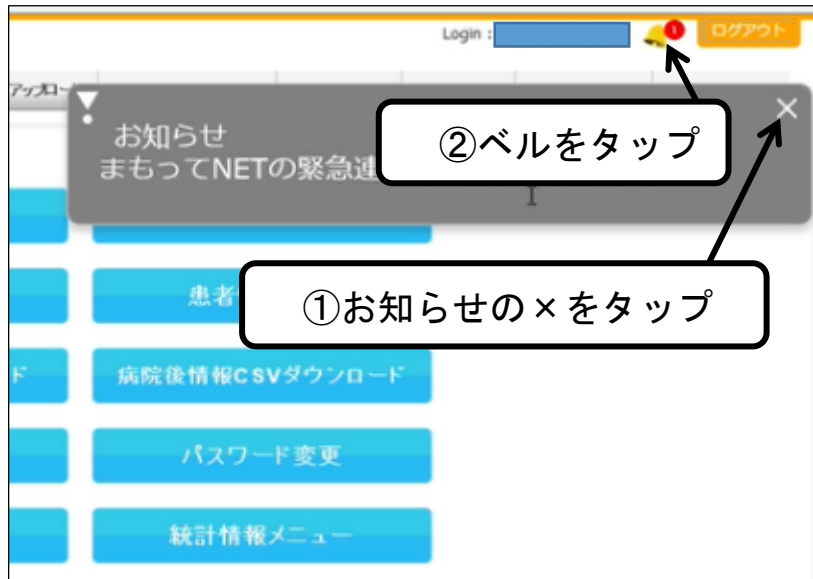 Login :
1
ログアウト
アップロード
お知らせ
まもってNETの緊急連
②ベルをタップ
①お知らせの×をタップ
患者
ド
病院後情報CSVダウンロード
パスワード変更
統計情報メニュー